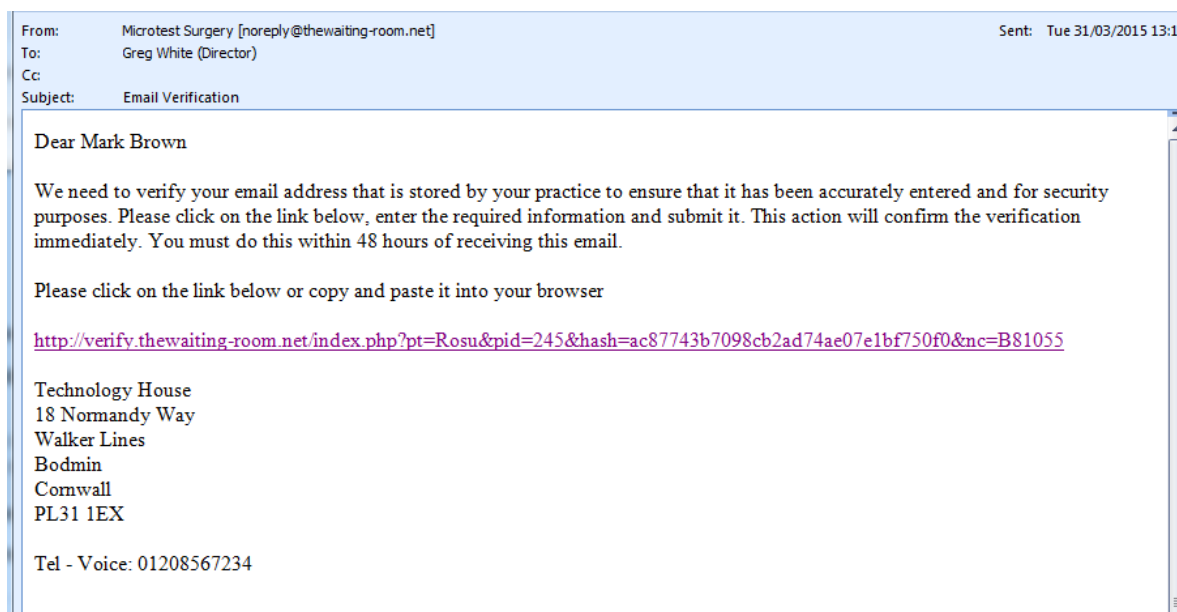 From: Microtest Surgery [noreply@thewaiting-room.net] Sent: Tue 31/03/2015 13:1
To: Greg White (Director)
Cc:
Subject: Email Verification
Dear Mark Brown
We need to verify your email address that is stored by your practice to ensure that it has been accurately entered and for security
purposes. Please click on the link below, enter the required information and submit it. This action will confirm the verification
immediately. You must do this within 48 hours of receiving this email.
Please click on the link below or copy and paste it into your browser
http://verify.thewaiting-room.net/index.php?pt=Rosu&pid=245&hash=ac87743b7098cb2ad74ae07e1bf750f0&nc=B81055
Technology House
18 Normandy Way
Walker Lines
Bodmin
Cornwall
PL31 1EX
Tel - Voice: 01208567234